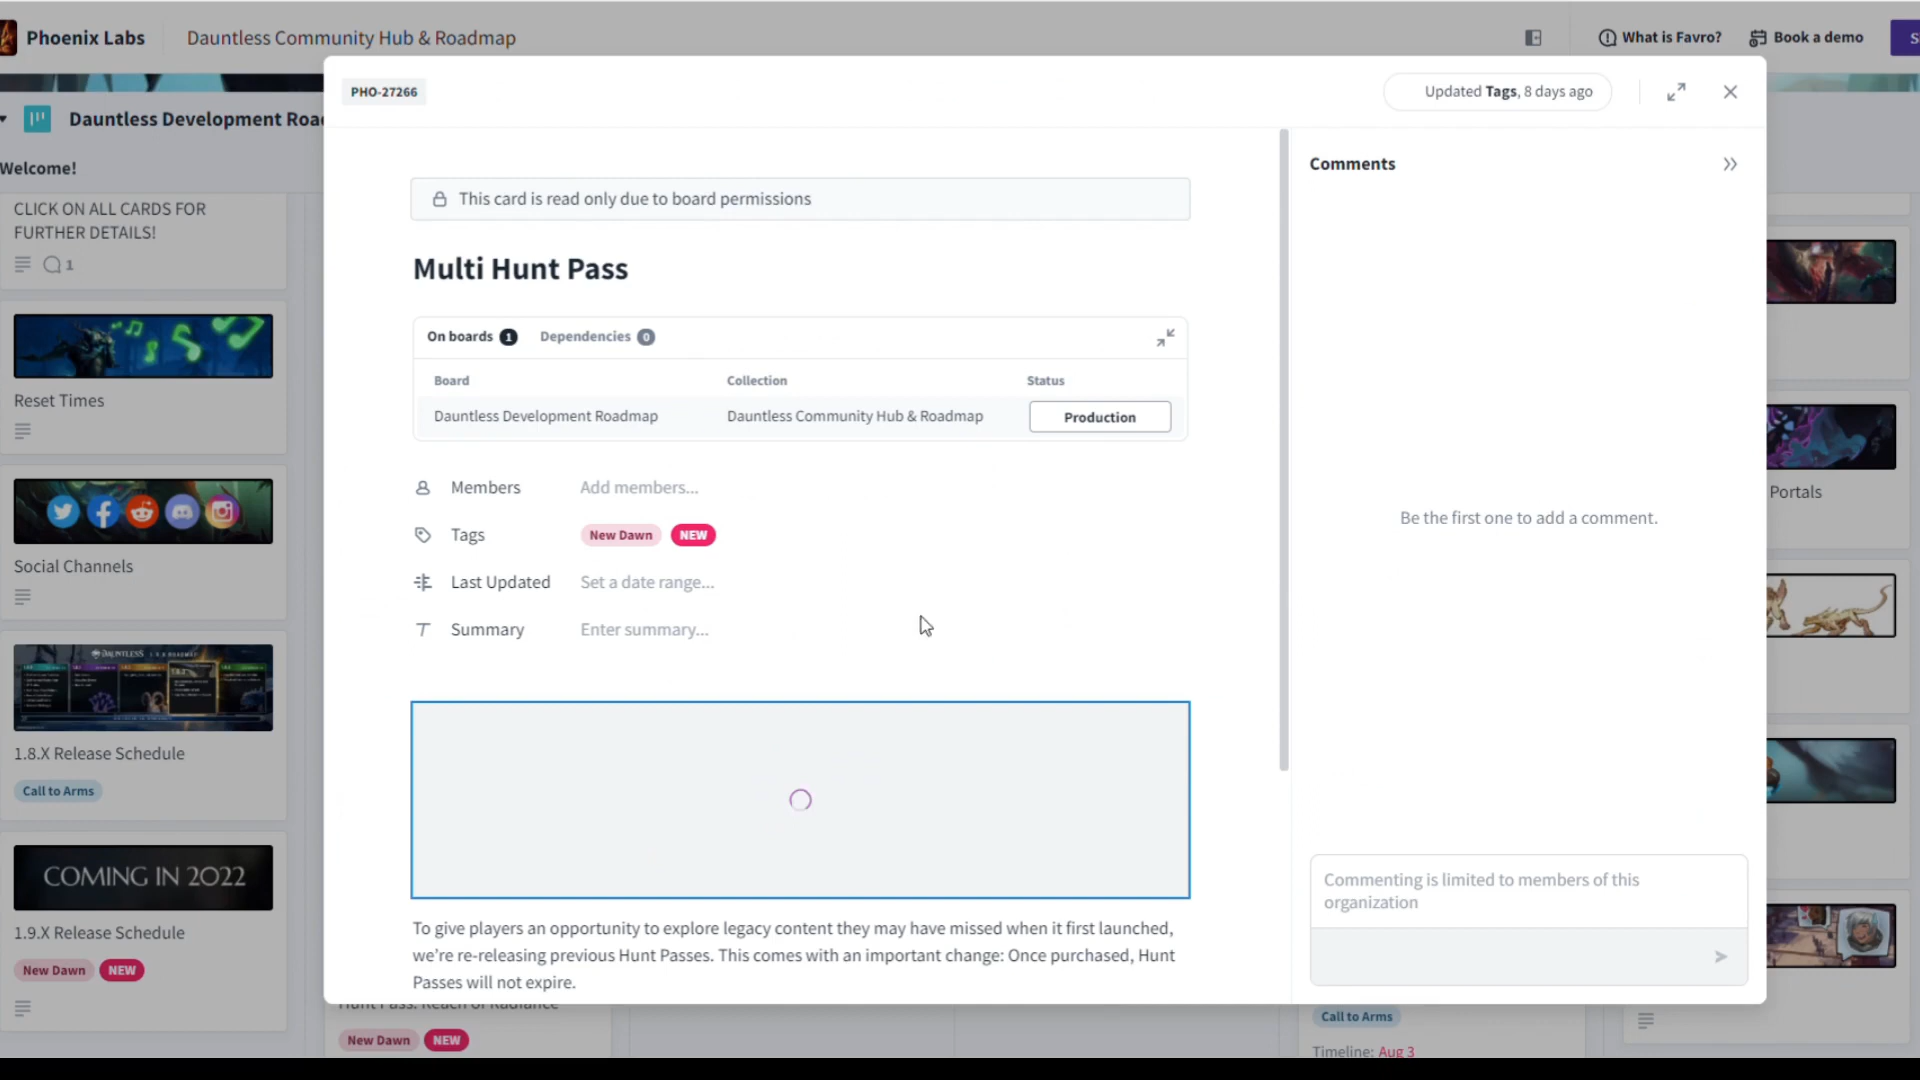 Phoenix Labs
Dauntless Community Hub & Roadmap
What is Favro?
Book a demo
S
Dauntless Development Roa
Welcome!
CLICK ON ALL CARDS FOR
FURTHER DETAILS!
1
Reset Times
Social Channels
DAUNTLESS
1.8.X Release Schedule
Call to Arms
COMING IN 2022
1.9.X Release Schedule
New Dawn NEW
PHO-27266
Updated Tags, 8 days ago
This card is read only due to board permissions
Multi Hunt Pass
On boards 1 Dependencies 0
Board Collection Status
Dauntless Development Roadmap Dauntless Community Hub & Roadmap Production
Members Add members...
Tags New Dawn NEW
Last Updated Set a date range...
Summary Enter summary...
To give players an opportunity to explore legacy content they may have missed when it first launched,
we're re-releasing previous Hunt Passes. This comes with an important change: Once purchased, Hunt
Passes will not expire.
Comments
Be the first one to add a comment.
Commenting is limited to members of this
organization
Hunt Pass: Reach of Radiance
New Dawn NEW
Call to Arms
Timeline: Aug 3
Portals